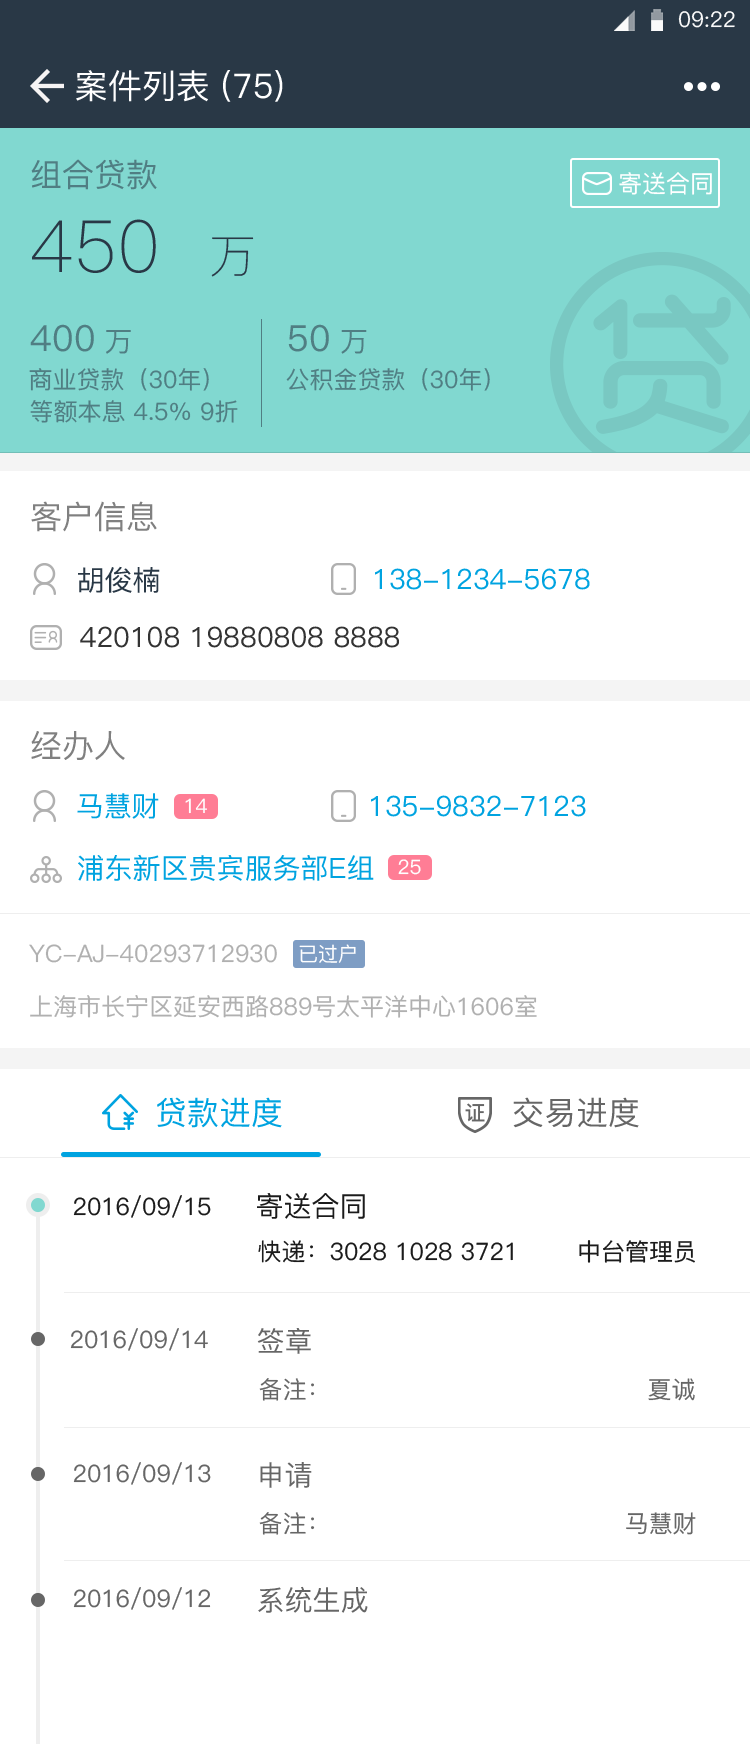 09:22
案件列表 (75)
组合贷款
寄送合同
450 万
贷
400 万
50 万
商业贷款（30年）
公积金贷款（30年）
等额本息 4.5% 9折
客户信息
胡俊楠
138-1234-5678
420108 19880808 8888
经办人
马慧财 14
135-9832-7123
浦东新区贵宾服务部E组 25
YC-AJ-40293712930 已过户
上海市长宁区延安西路889号太平洋中心1606室
贷款进度
证 交易进度
2016/09/15 寄送合同
快递：3028 1028 3721 中台管理员
2016/09/14 签章
备注： 夏诚
2016/09/13 申请
备注： 马慧财
2016/09/12 系统生成